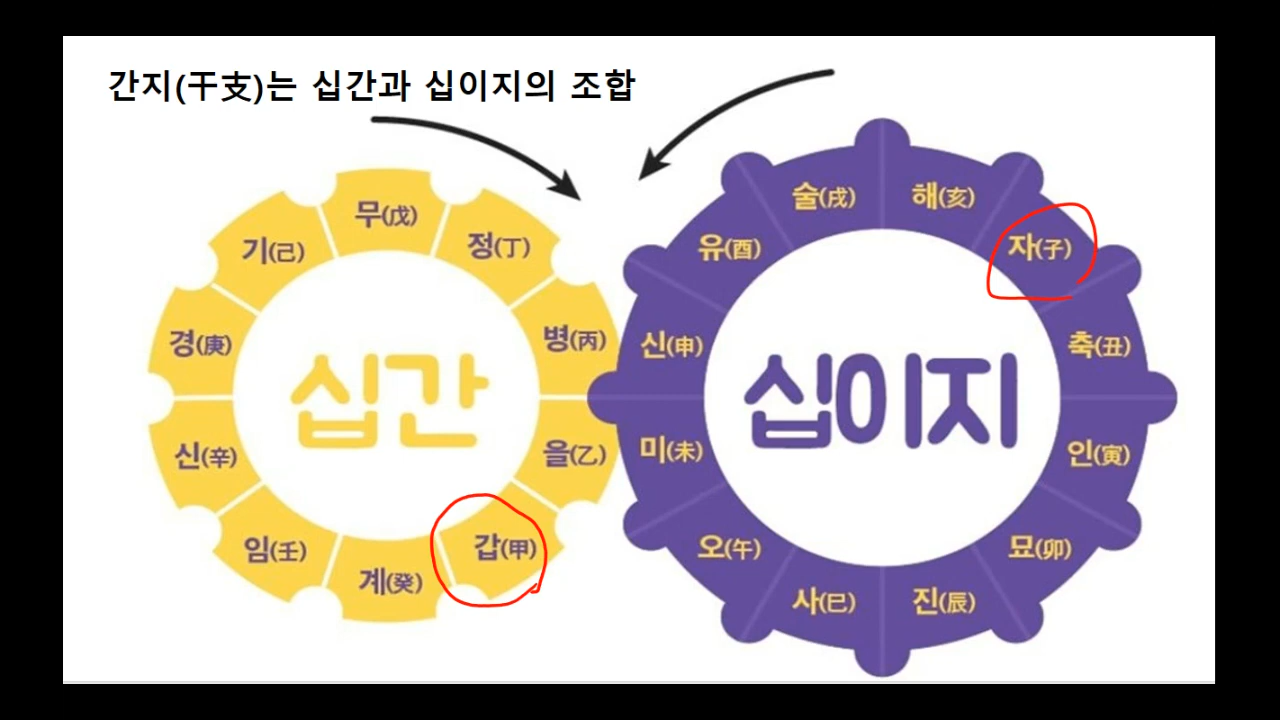 간지(干支)는 십간과 십이지의 조합
무(戊)
정(丁)
병(丙)
을(乙)
갑(甲)
계(癸)
임(壬)
신(辛)
경(庚)
기(己)
십간
술(戌)
해(亥)
자(子)
축(丑)
인(寅)
묘(卯)
진(辰)
사(巳)
오(午)
미(未)
신(申)
유(酉)
십이지